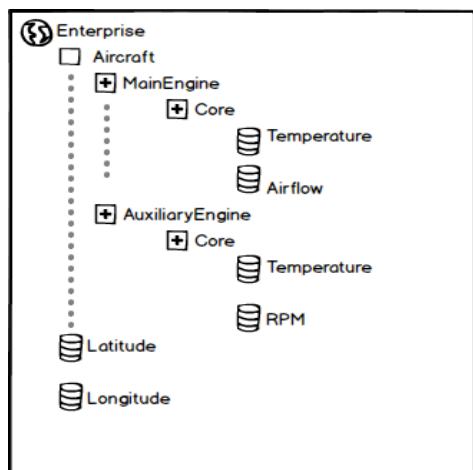 Enterprise
Aircraft
MainEngine
Core
Temperature
Airflow
AuxiliaryEngine
Core
Temperature
RPM
Latitude
Longitude